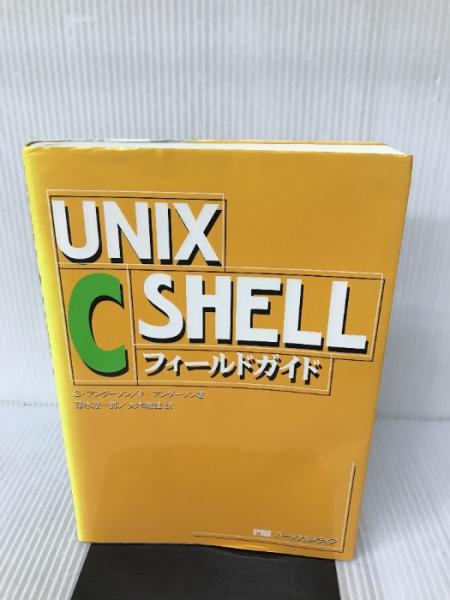 UNIX
C SHELL
フィールドガイド
G・アンダーソン/P・アンダーソン著
落水浩一郎/大木敦雄訳
パーソナルメディア